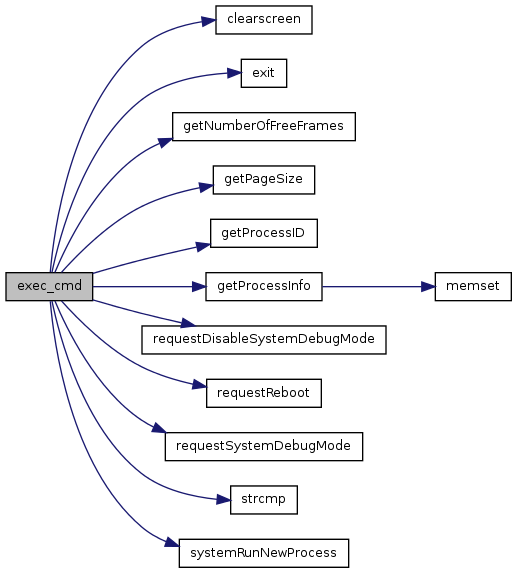 clearscreen
exit
getNumberOfFreeFrames
getPageSize
getProcessID
exec_cmd
getProcessInfo
memset
requestDisableSystemDebugMode
requestReboot
requestSystemDebugMode
strcmp
systemRunNewProcess